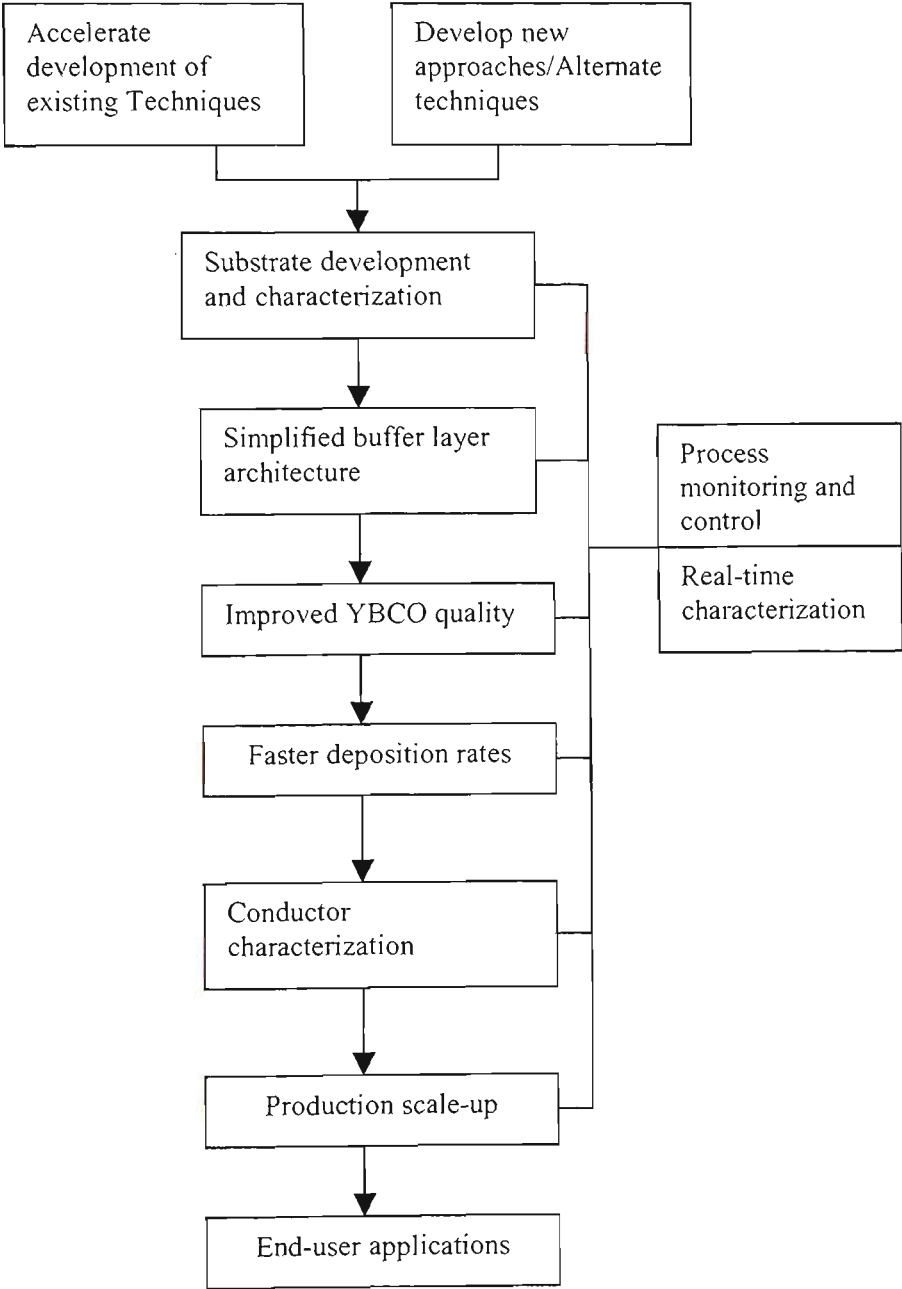 Accelerate
development of
existing Techniques
Develop new
approaches/Alternate
techniques
Substrate development
and characterization
Simplified buffer layer
architecture
Process
monitoring and
control
Real-time
characterization
Improved YBCO quality
Faster deposition rates
Conductor
characterization
Production scale-up
End-user applications